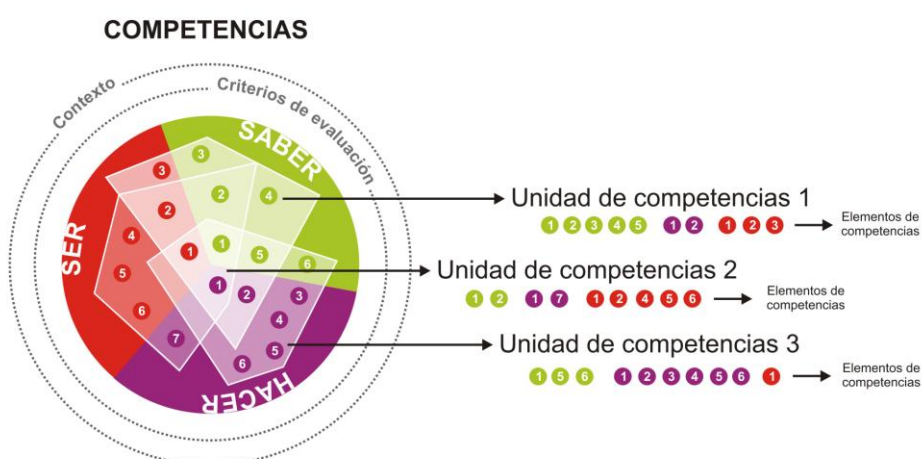 COMPETENCIAS
Contexto
Criterios de evaluación
SABER
SER
HACER
3
3
2
4
2
4
1
1
5
6
5
1
2
3
6
4
7
5
6
Unidad de competencias 1
1 2 3 4 5 1 2 1 2 3
Elementos de
competencias
Unidad de competencias 2
1 2 1 7 1 2 4 5 6
Elementos de
competencias
Unidad de competencias 3
1 5 6 1 2 3 4 5 6 1
Elementos de
competencias